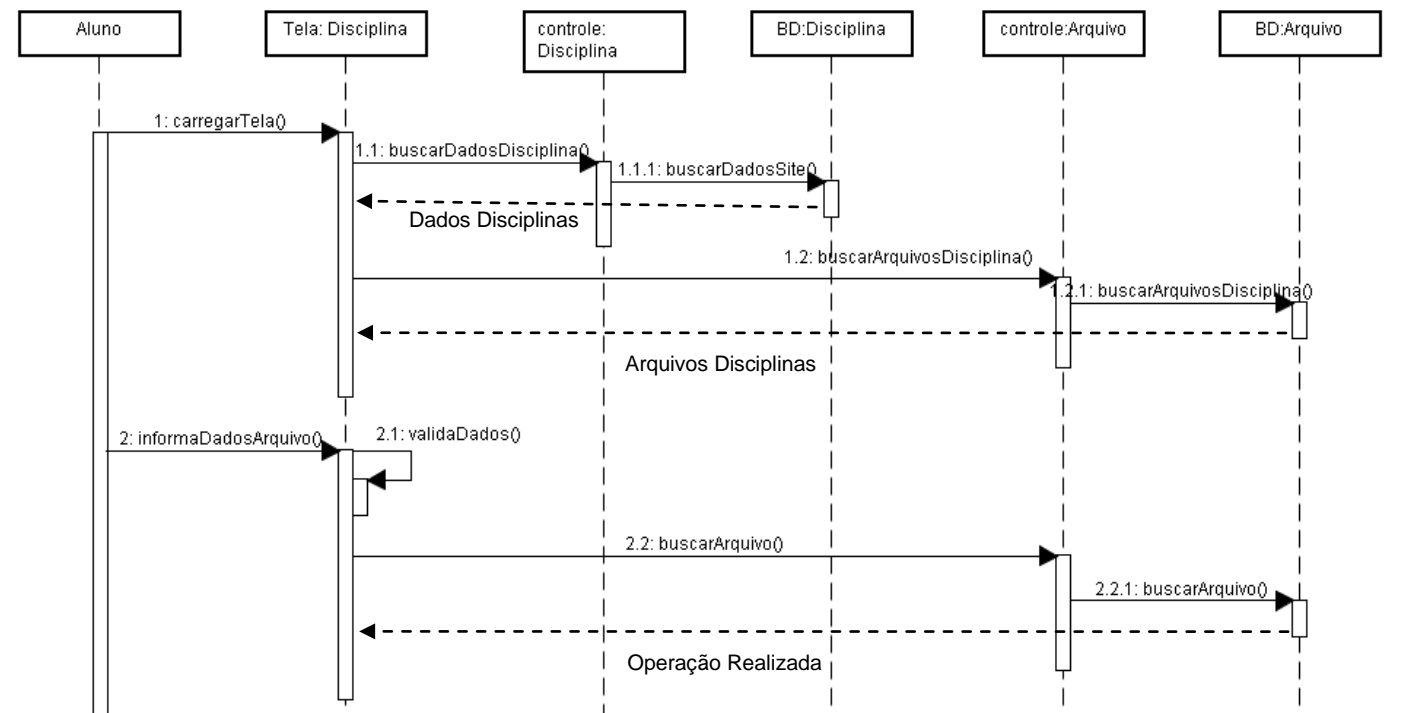 Aluno
Tela: Disciplina
controle:
Disciplina
BD:Disciplina
controle:Arquivo
BD:Arquivo
1: carregarTela()
1.1: buscarDadosDisciplina()
1.1.1: buscarDadosSite()
Dados Disciplinas
1.2: buscarArquivosDisciplina()
1.2.1: buscarArquivosDisciplina()
Arquivos Disciplinas
2: informaDadosArquivo()
2.1: validaDados()
2.2: buscarArquivo()
2.2.1: buscarArquivo()
Operação Realizada